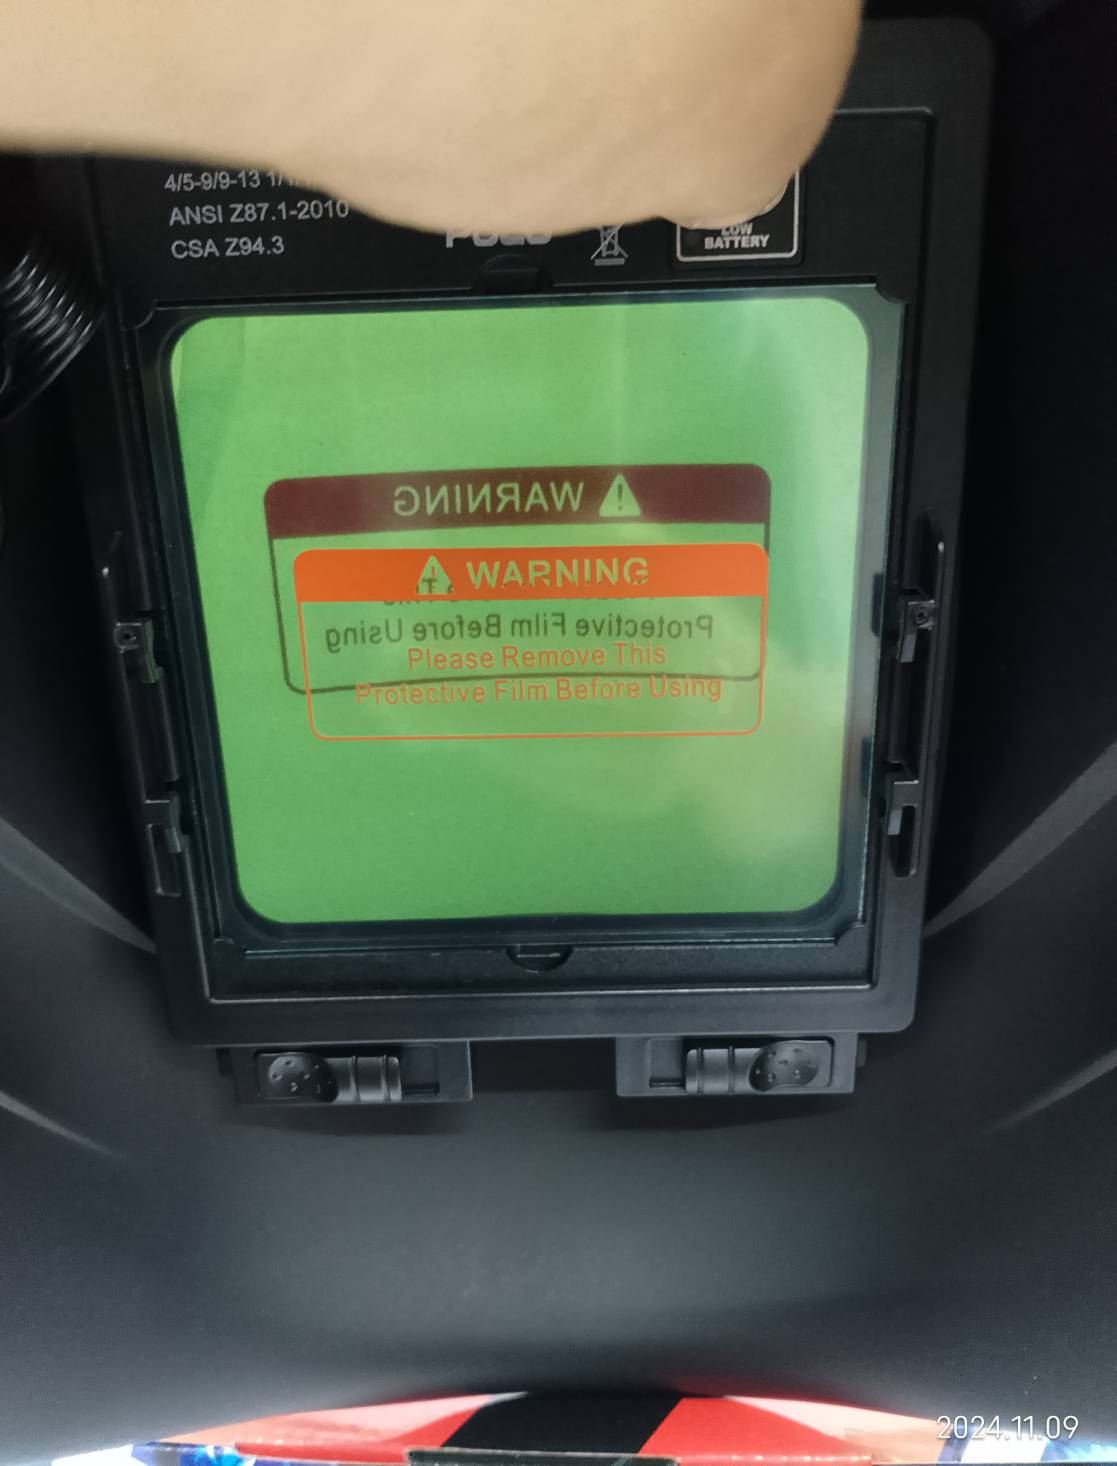 4/5-9/9-13
ANSI Z87.1-2010
CSA Z94.3
LOW
BATTERY
WARNING
WARNING
Protective Film Before Using
Please Remove This
Protective Film Before Using
2024.11.09